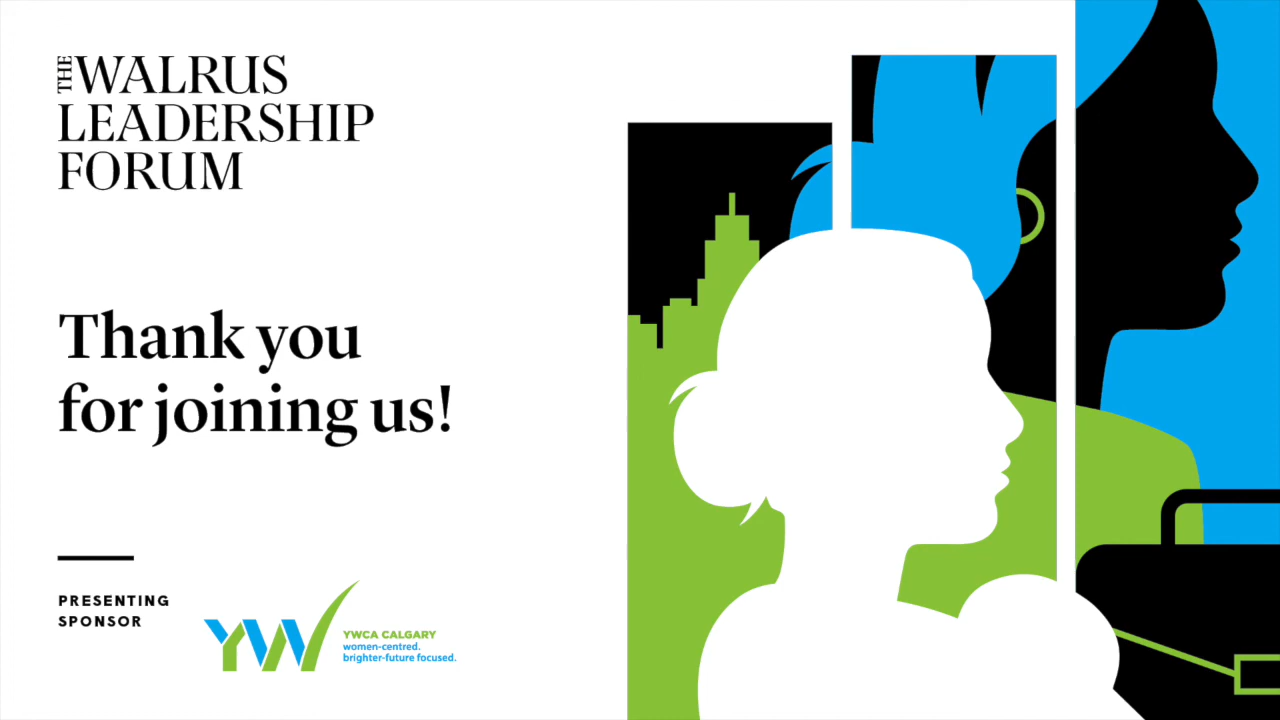 THE WALRUS
LEADERSHIP
FORUM
Thank you
for joining us!
PRESENTING
SPONSOR
YW
YWCA CALGARY
women-centred.
brighter-future focused.